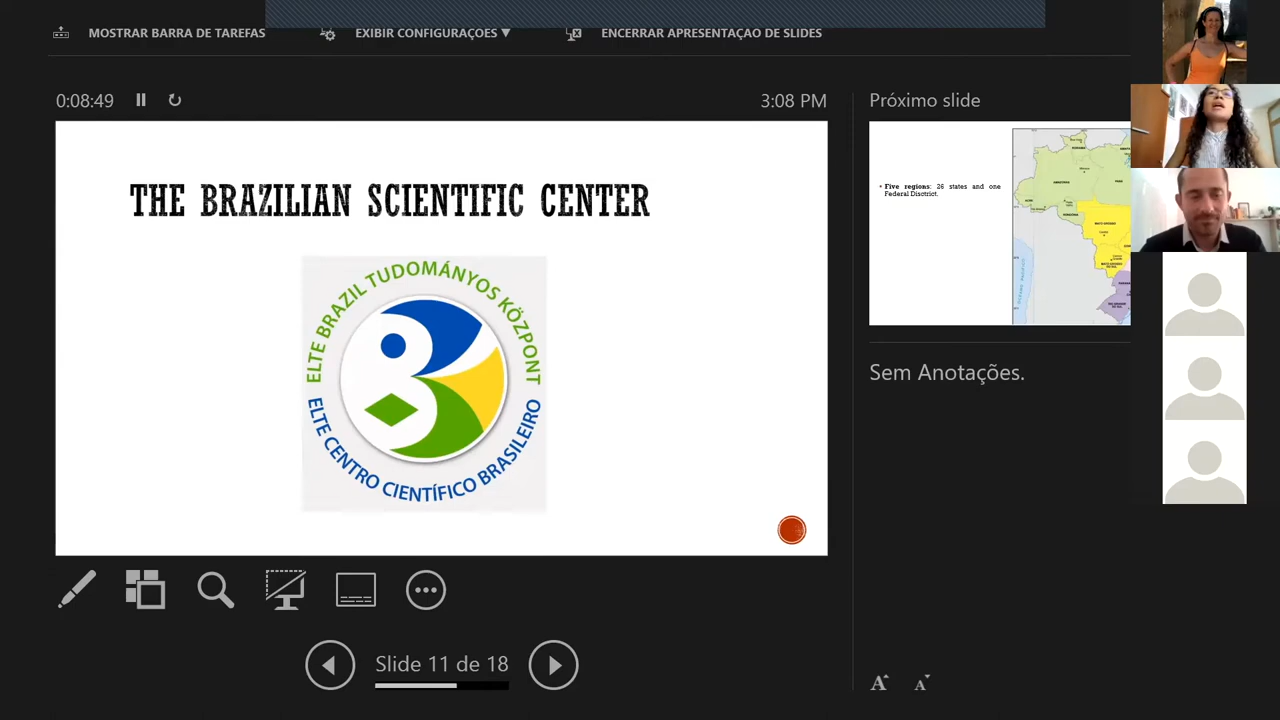 MOSTRAR BARRA DE TAREFAS
EXIBIR CONFIGURAÇÕES ▼
ENCERRAR APRESENTAÇÃO DE SLIDES
0:08:49
3:08 PM
Próximo slide
THE BRAZILIAN SCIENTIFIC CENTER
ELTE BRAZIL TUDOMÁNYOS KÖZPONT
ELTE CENTRO CIENTÍFICO BRASILEIRO
• Five regions: 26 states and one
Federal Disctrict.
Sem Anotações.
Slide 11 de 18
A A